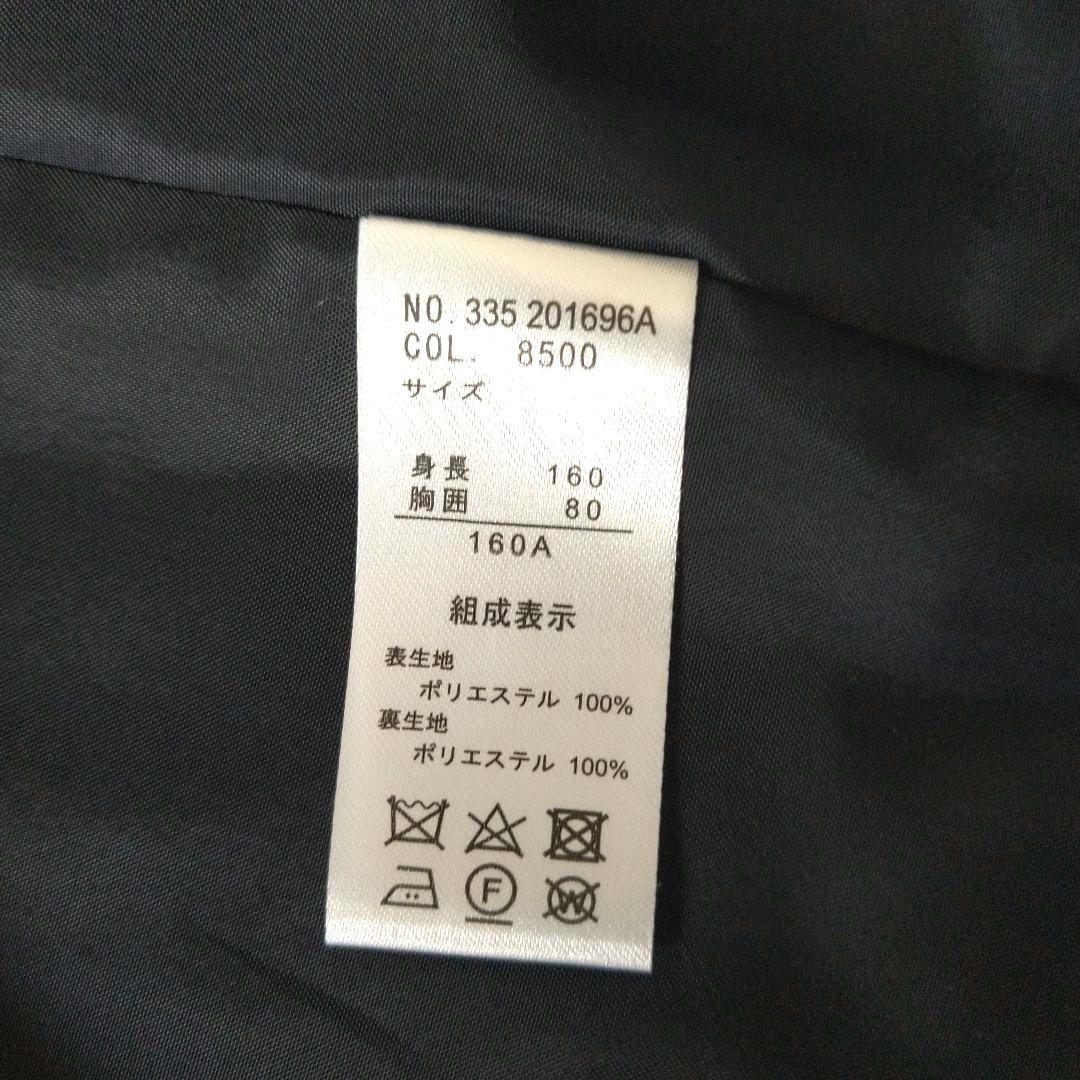 NO. 335 201696A
COL. 8500
サイズ
身長 160
胸囲 80
160A
組成表示
表生地
ポリエステル 100%
裏生地
ポリエステル 100%
F W